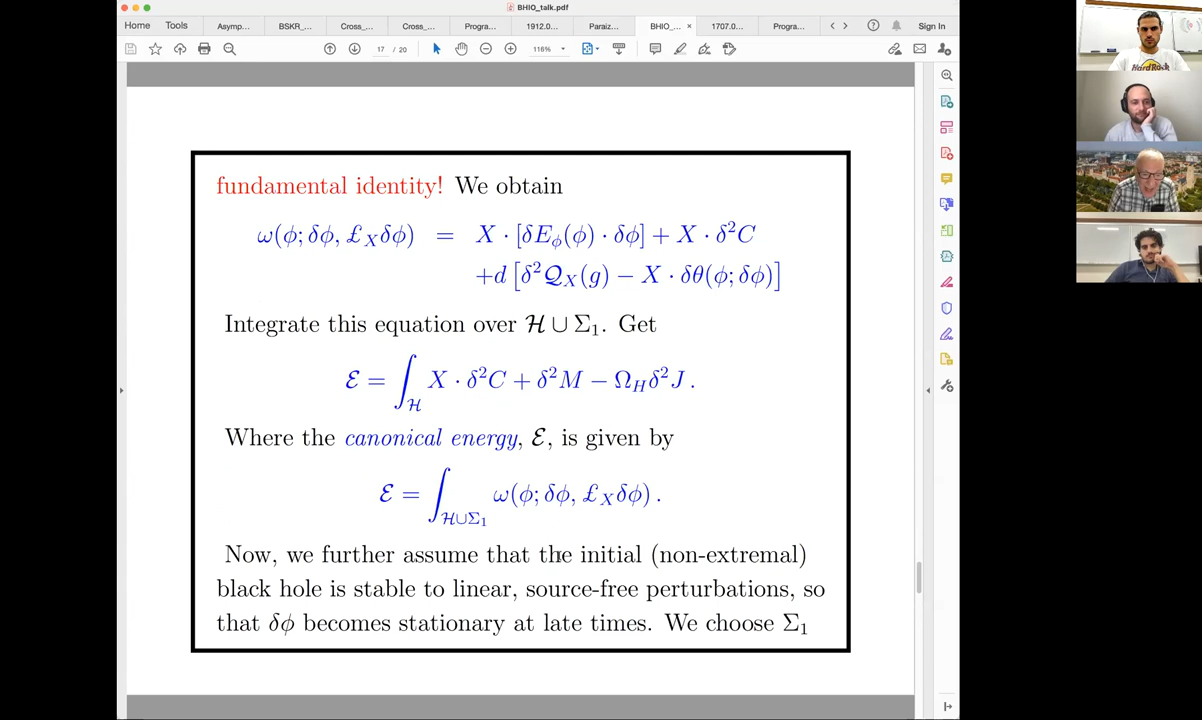 BHIO_talk.pdf
Home Tools Asymp... BSKR_... Cross_... Cross_... Progra... 1912.0... Paraiz... BHIO_... × 1707.0... Progra... Sign In
17 / 20 116%
fundamental identity! We obtain
ω(ϕ; δϕ, £_X δϕ) = X · [δE_ϕ(ϕ) · δϕ] + X · δ²C
+d [δ²Q_X(g) − X · δθ(ϕ; δϕ)]
Integrate this equation over ℋ ∪ Σ₁. Get
ℰ = ∫_ℋ X · δ²C + δ²M − Ω_H δ²J .
Where the canonical energy, ℰ, is given by
ℰ = ∫_{ℋ∪Σ₁} ω(ϕ; δϕ, £_X δϕ) .
Now, we further assume that the initial (non-extremal)
black hole is stable to linear, source-free perturbations, so
that δϕ becomes stationary at late times. We choose Σ₁
Hard Rock